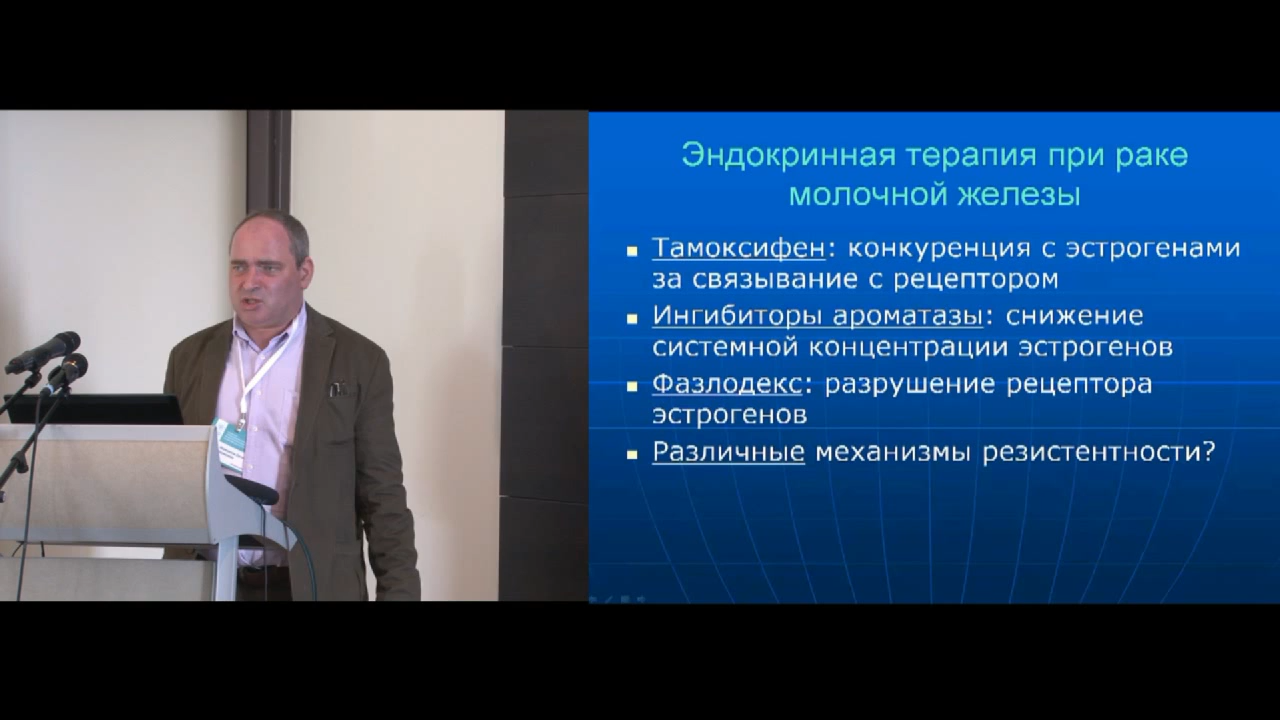 Эндокринная терапия при раке
молочной железы
Тамоксифен: конкуренция с эстрогенами
за связывание с рецептором
Ингибиторы ароматазы: снижение
системной концентрации эстрогенов
Фазлодекс: разрушение рецептора
эстрогенов
Различные механизмы резистентности?